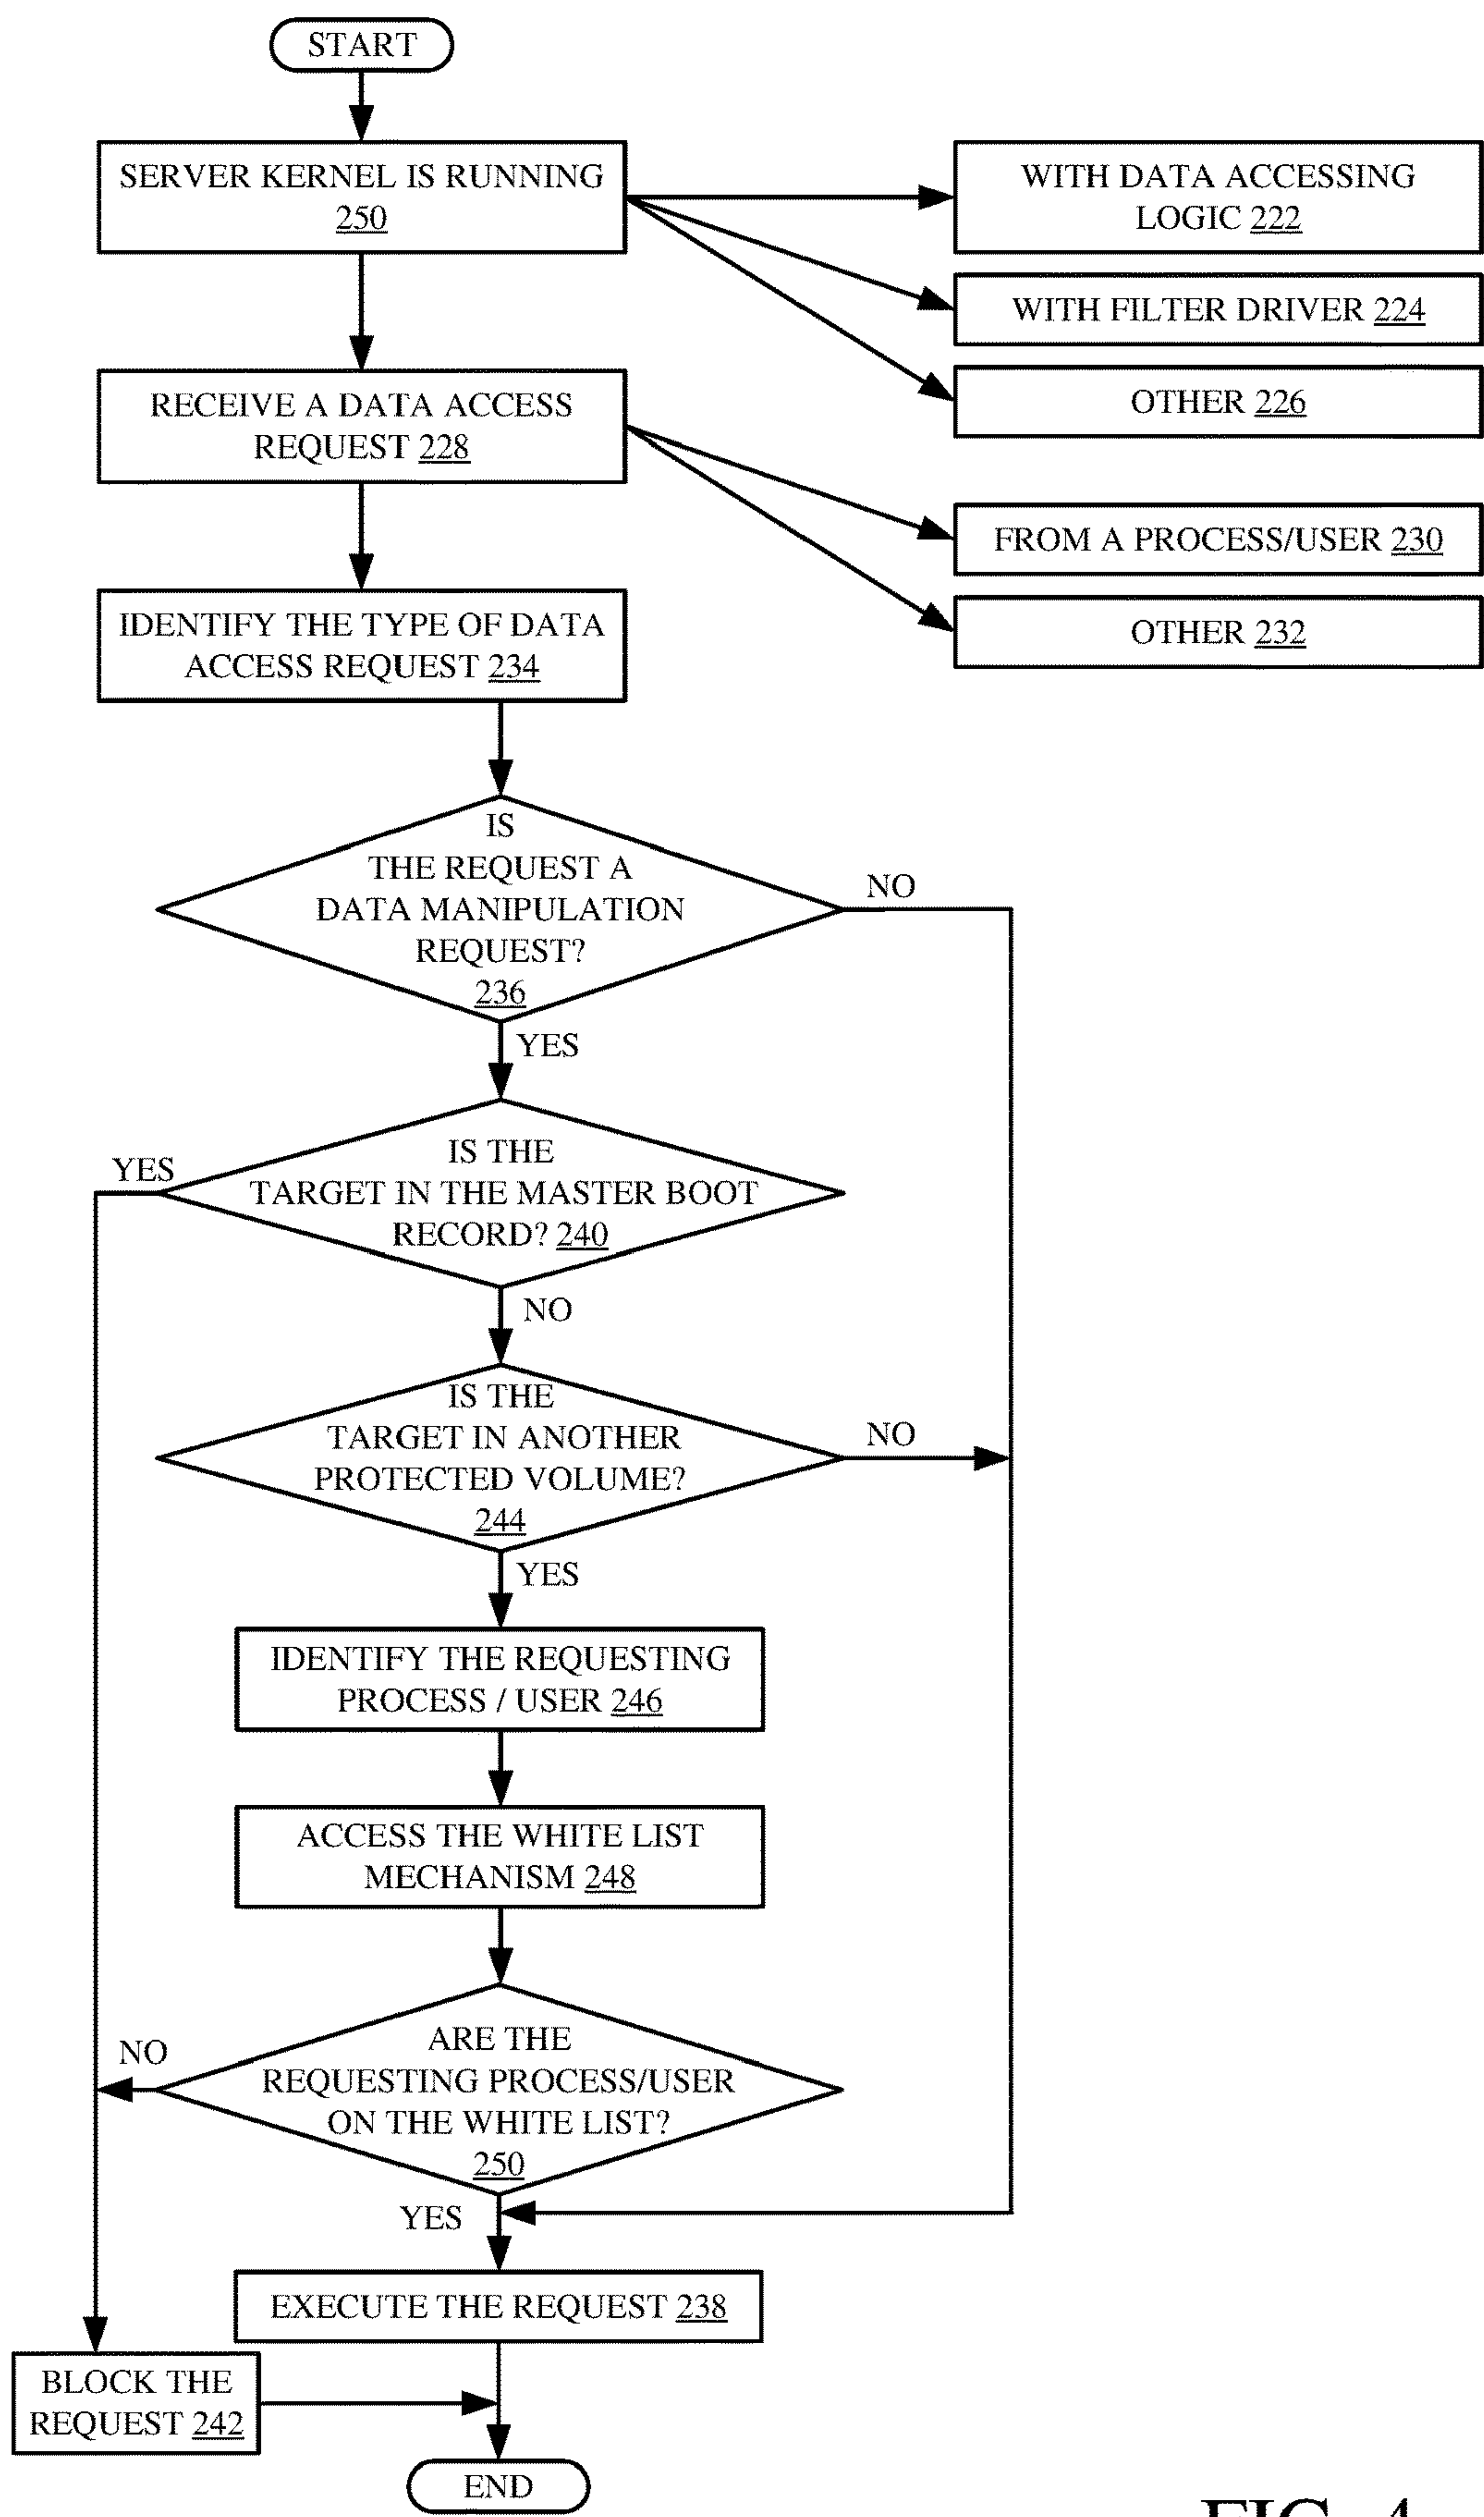 START
SERVER KERNEL IS RUNNING
250
WITH DATA ACCESSING
LOGIC 222
WITH FILTER DRIVER 224
OTHER 226
RECEIVE A DATA ACCESS
REQUEST 228
FROM A PROCESS/USER 230
OTHER 232
IDENTIFY THE TYPE OF DATA
ACCESS REQUEST 234
IS
THE REQUEST A
DATA MANIPULATION
REQUEST?
236
NO
YES
IS THE
TARGET IN THE MASTER BOOT
RECORD? 240
YES
NO
IS THE
TARGET IN ANOTHER
PROTECTED VOLUME?
244
NO
YES
IDENTIFY THE REQUESTING
PROCESS / USER 246
ACCESS THE WHITE LIST
MECHANISM 248
ARE THE
REQUESTING PROCESS/USER
ON THE WHITE LIST?
250
NO
YES
EXECUTE THE REQUEST 238
BLOCK THE
REQUEST 242
END
FIG. 4